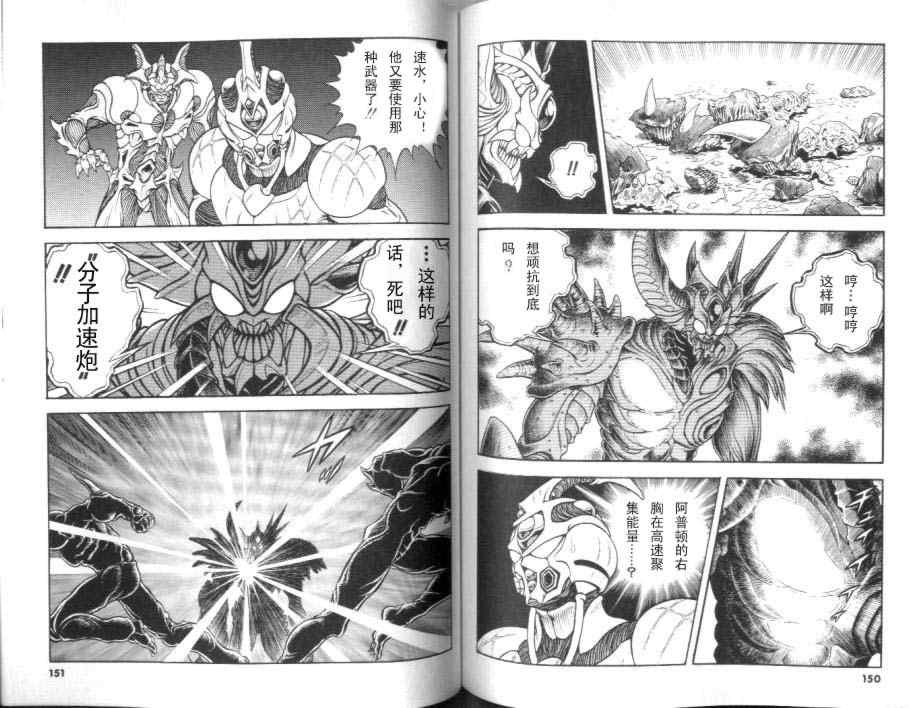 !!
哼…哼哼
这样啊
想顽抗到底
吗？
阿普顿的右
胸在高速聚
集能量……？
150
速水，小心！
他又要使用那
种武器了!!
…这样的
话，死吧!!
“分子加速炮”
!!
カッ
151